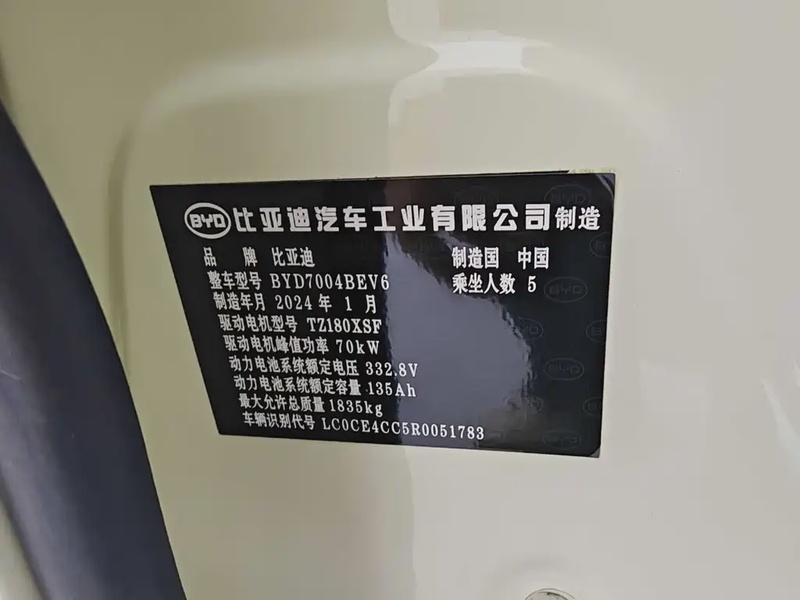 BYD 比亚迪汽车工业有限公司制造
品牌 比亚迪 制造国 中国
整车型号 BYD7004BEV6 乘坐人数 5
制造年月 2024年1月
驱动电机型号 TZ180XSF
驱动电机峰值功率 70kW
动力电池系统额定电压 332.8V
动力电池系统额定容量 135Ah
最大允许总质量 1835kg
车辆识别代号 LC0CE4CC5R0051783